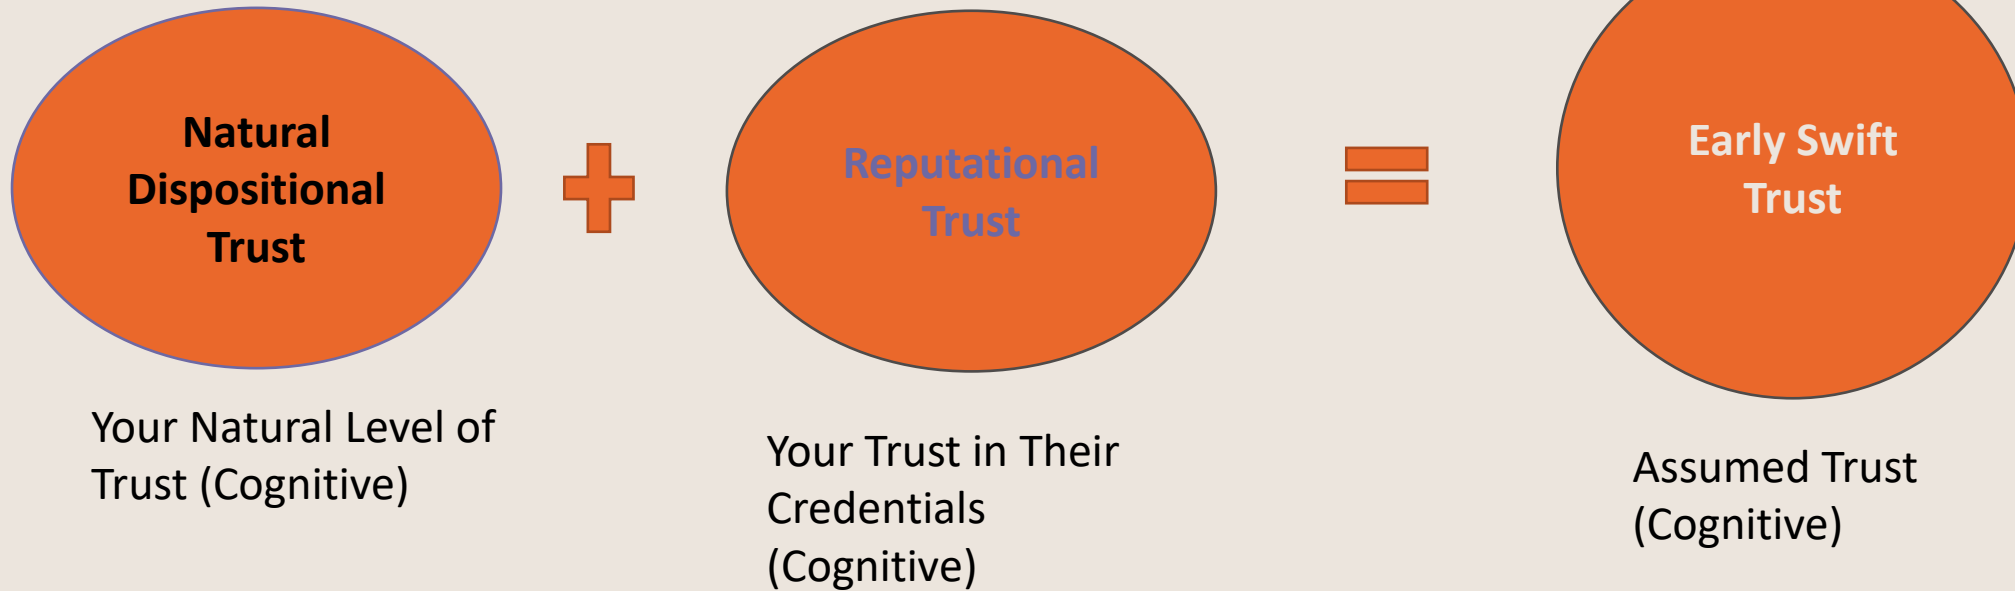 Natural
Dispositional
Trust
Your Natural Level of
Trust (Cognitive)
Reputational
Trust
Your Trust in Their
Credentials
(Cognitive)
Early Swift
Trust
Assumed Trust
(Cognitive)